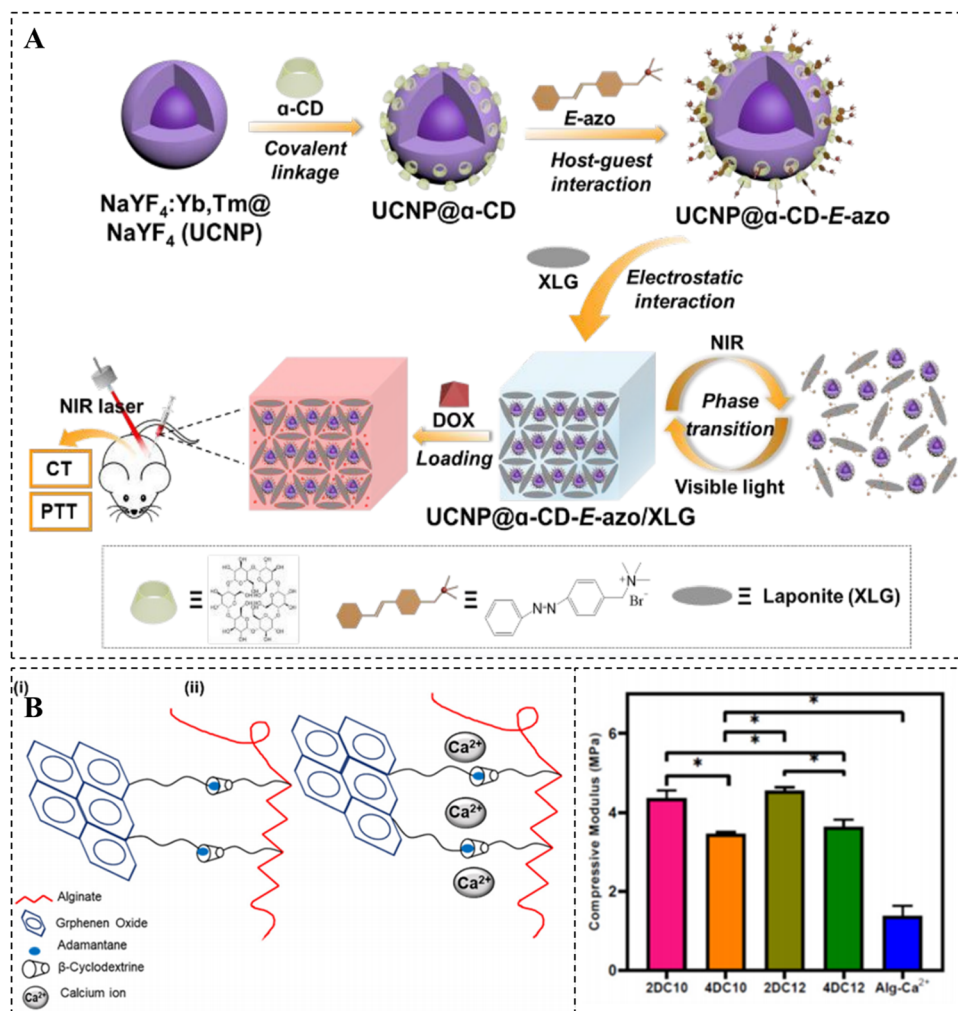 A
α-CD
Covalent
linkage
E-azo
Host-guest
interaction
NaYF₄:Yb,Tm@
NaYF₄ (UCNP)
UCNP@α-CD
UCNP@α-CD-E-azo
XLG
Electrostatic
interaction
NIR laser
CT
PTT
DOX
Loading
NIR
Phase
transition
Visible light
UCNP@α-CD-E-azo/XLG
N=N
N+
Br-
Laponite (XLG)
(i)
(ii)
B
Ca²⁺
Ca²⁺
Ca²⁺
Alginate
Grphenen Oxide
Adamantane
β-Cyclodextrine
Ca²⁺ Calcium ion
Compressive Modulus (MPa)
6
4
2
0
*
*
*
*
*
*
2DC10 4DC10 2DC12 4DC12 Alg-Ca²⁺